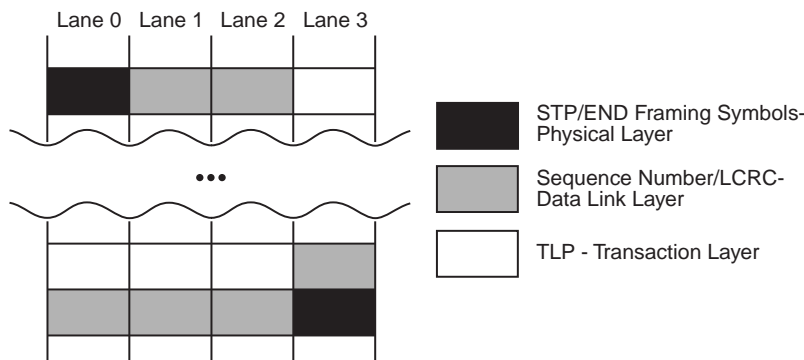 Lane 0 Lane 1 Lane 2 Lane 3
STP/END Framing Symbols-
Physical Layer
Sequence Number/LCRC-
Data Link Layer
TLP - Transaction Layer